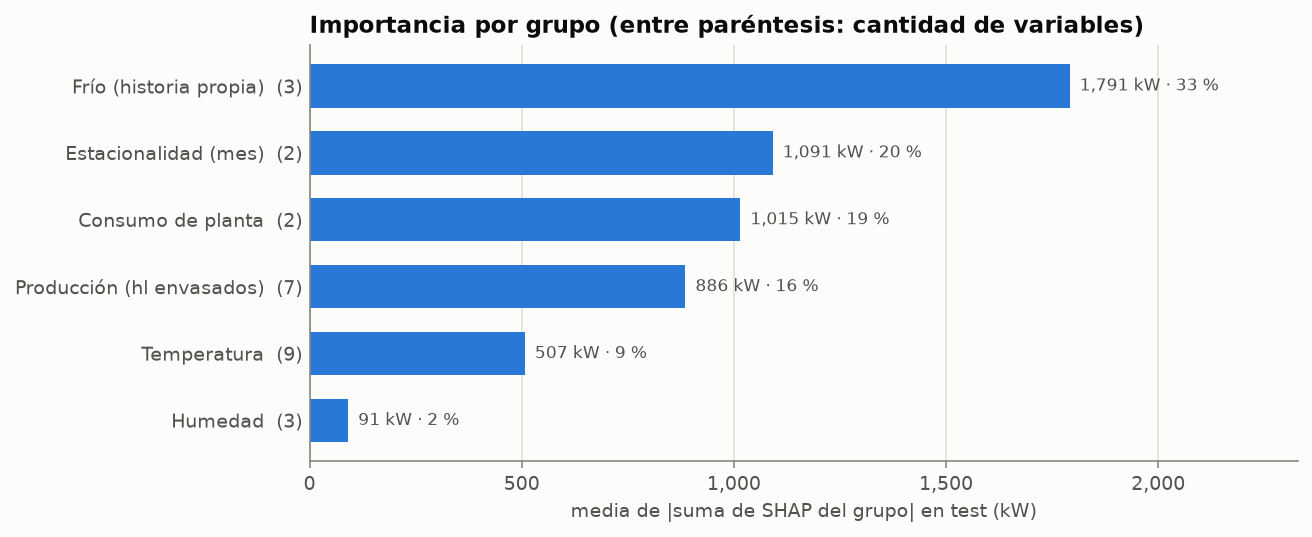 Importancia por grupo (entre paréntesis: cantidad de variables)
Frío (historia propia)  (3)
1,791 kW · 33 %
Estacionalidad (mes)  (2)
1,091 kW · 20 %
Consumo de planta  (2)
1,015 kW · 19 %
Producción (hl envasados)  (7)
886 kW · 16 %
Temperatura  (9)
507 kW · 9 %
Humedad  (3)
91 kW · 2 %
0 500 1,000 1,500 2,000
media de |suma de SHAP del grupo| en test (kW)